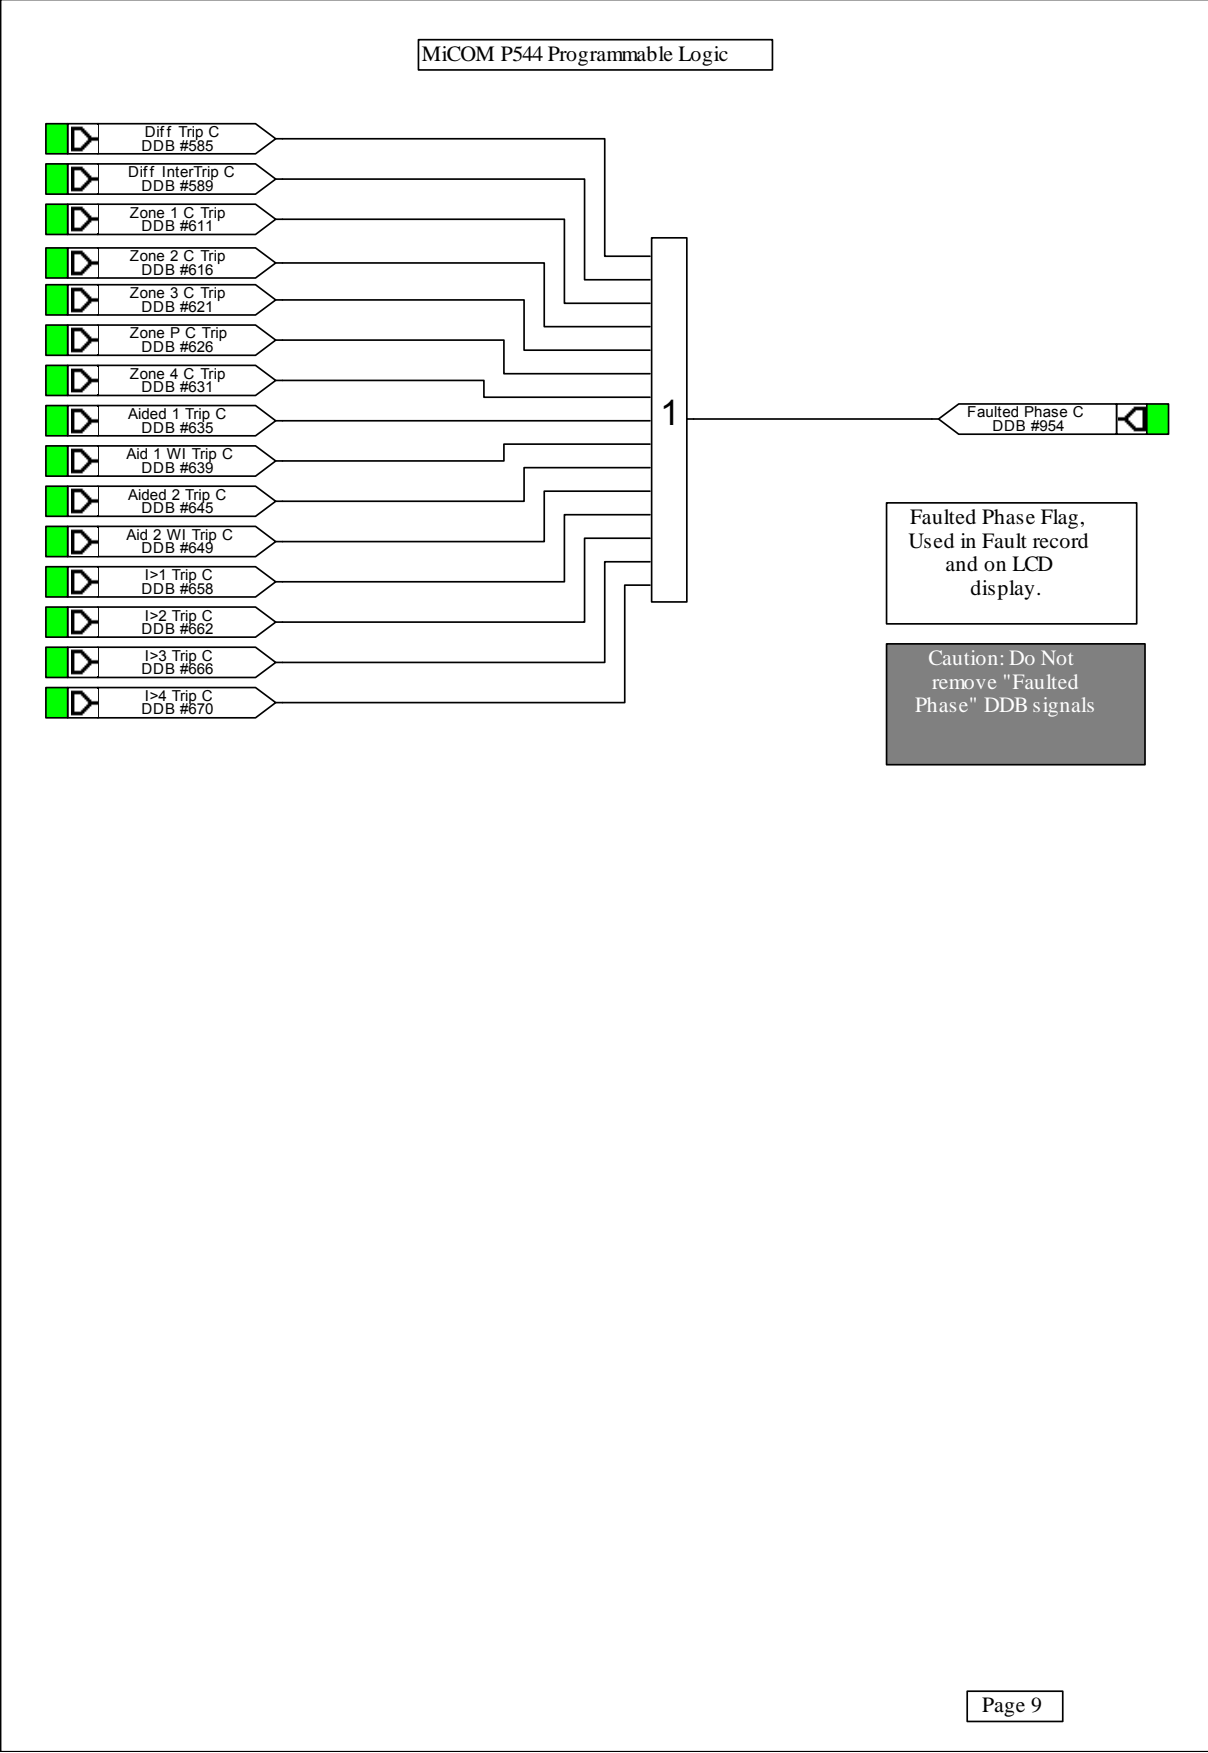 MiCOM P544 Programmable Logic
Diff Trip C
DDB #585
Diff InterTrip C
DDB #589
Zone 1 C Trip
DDB #611
Zone 2 C Trip
DDB #616
Zone 3 C Trip
DDB #621
Zone P C Trip
DDB #626
Zone 4 C Trip
DDB #631
Aided 1 Trip C
DDB #635
Aid 1 WI Trip C
DDB #639
Aided 2 Trip C
DDB #645
Aid 2 WI Trip C
DDB #649
I>1 Trip C
DDB #658
I>2 Trip C
DDB #662
I>3 Trip C
DDB #666
I>4 Trip C
DDB #670
1
Faulted Phase C
DDB #954
Faulted Phase Flag,
Used in Fault record
and on LCD
display.
Caution: Do Not
remove "Faulted
Phase" DDB signals
Page 9